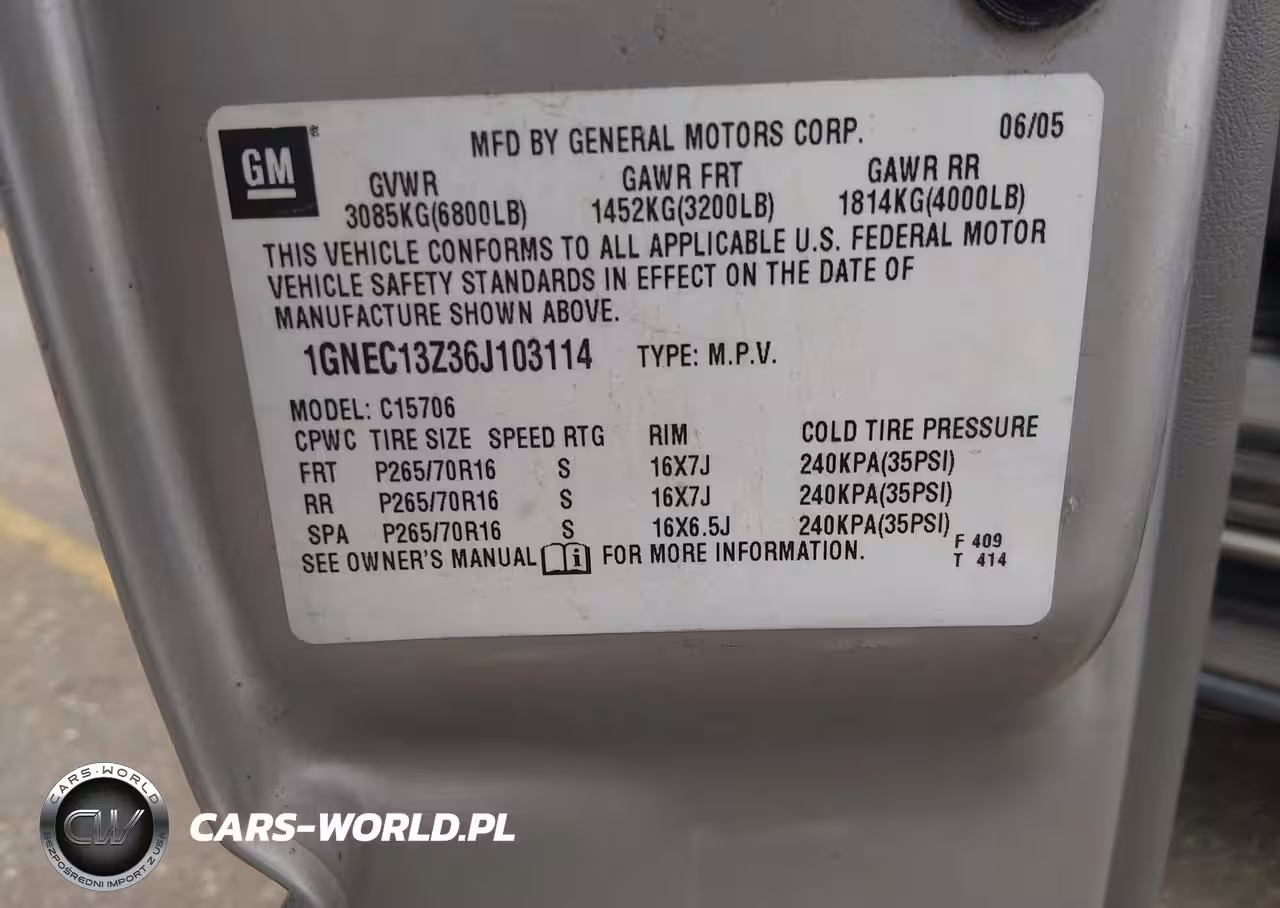 GM®
MFD BY GENERAL MOTORS CORP. 06/05
GVWR GAWR FRT GAWR RR
3085KG(6800LB) 1452KG(3200LB) 1814KG(4000LB)
THIS VEHICLE CONFORMS TO ALL APPLICABLE U.S. FEDERAL MOTOR
VEHICLE SAFETY STANDARDS IN EFFECT ON THE DATE OF
MANUFACTURE SHOWN ABOVE.
1GNEC13Z36J103114 TYPE: M.P.V.
MODEL: C15706
CPWC TIRE SIZE SPEED RTG RIM COLD TIRE PRESSURE
FRT P265/70R16 S 16X7J 240KPA(35PSI)
RR P265/70R16 S 16X7J 240KPA(35PSI)
SPA P265/70R16 S 16X6.5J 240KPA(35PSI)
SEE OWNER'S MANUAL i FOR MORE INFORMATION. F 409
T 414
CARS-WORLD
CW
BEZPOŚREDNI IMPORT Z USA
CARS-WORLD.PL